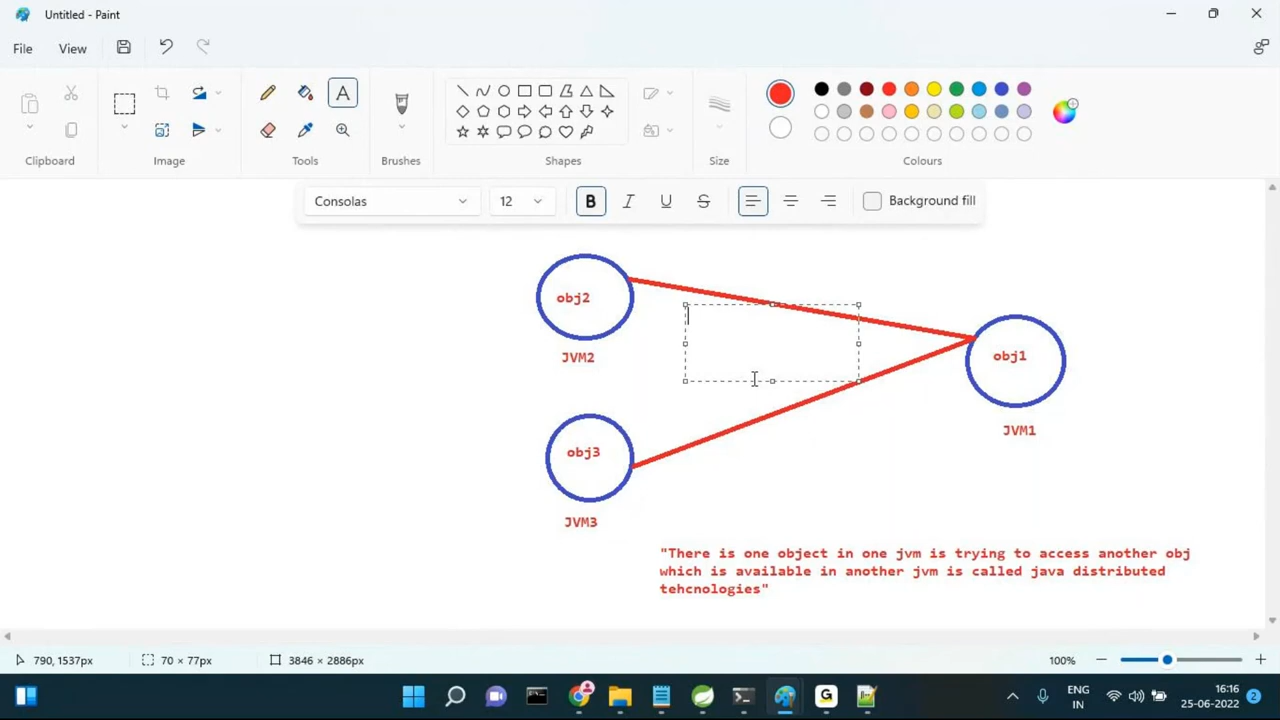 Untitled - Paint
File
View
Clipboard
Image
Tools
Brushes
Shapes
Size
Colours
Consolas
12
B
I
U
S
Background fill
obj2
JVM2
obj1
JVM1
obj3
JVM3
"There is one object in one jvm is trying to access another obj
which is available in another jvm is called java distributed
tehcnologies"
790, 1537px
70 × 77px
3846 × 2886px
100%
ENG
IN
16:16
25-06-2022
2